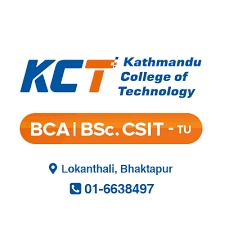 KCT Kathmandu
College of
Technology
BCA | BSc. CSIT - TU
Lokanthali, Bhaktapur
01-6638497